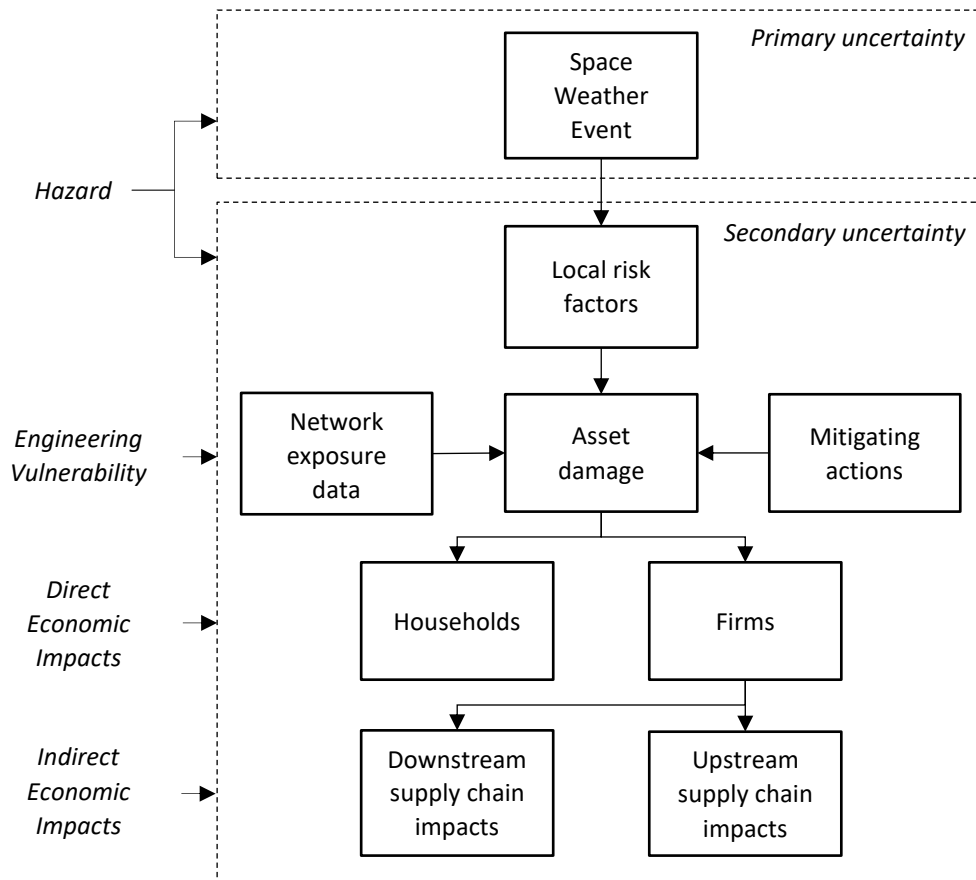 Primary uncertainty
Space
Weather
Event
Hazard
Secondary uncertainty
Local risk
factors
Engineering
Vulnerability
Network
exposure
data
Asset
damage
Mitigating
actions
Direct
Economic
Impacts
Households
Firms
Indirect
Economic
Impacts
Downstream
supply chain
impacts
Upstream
supply chain
impacts